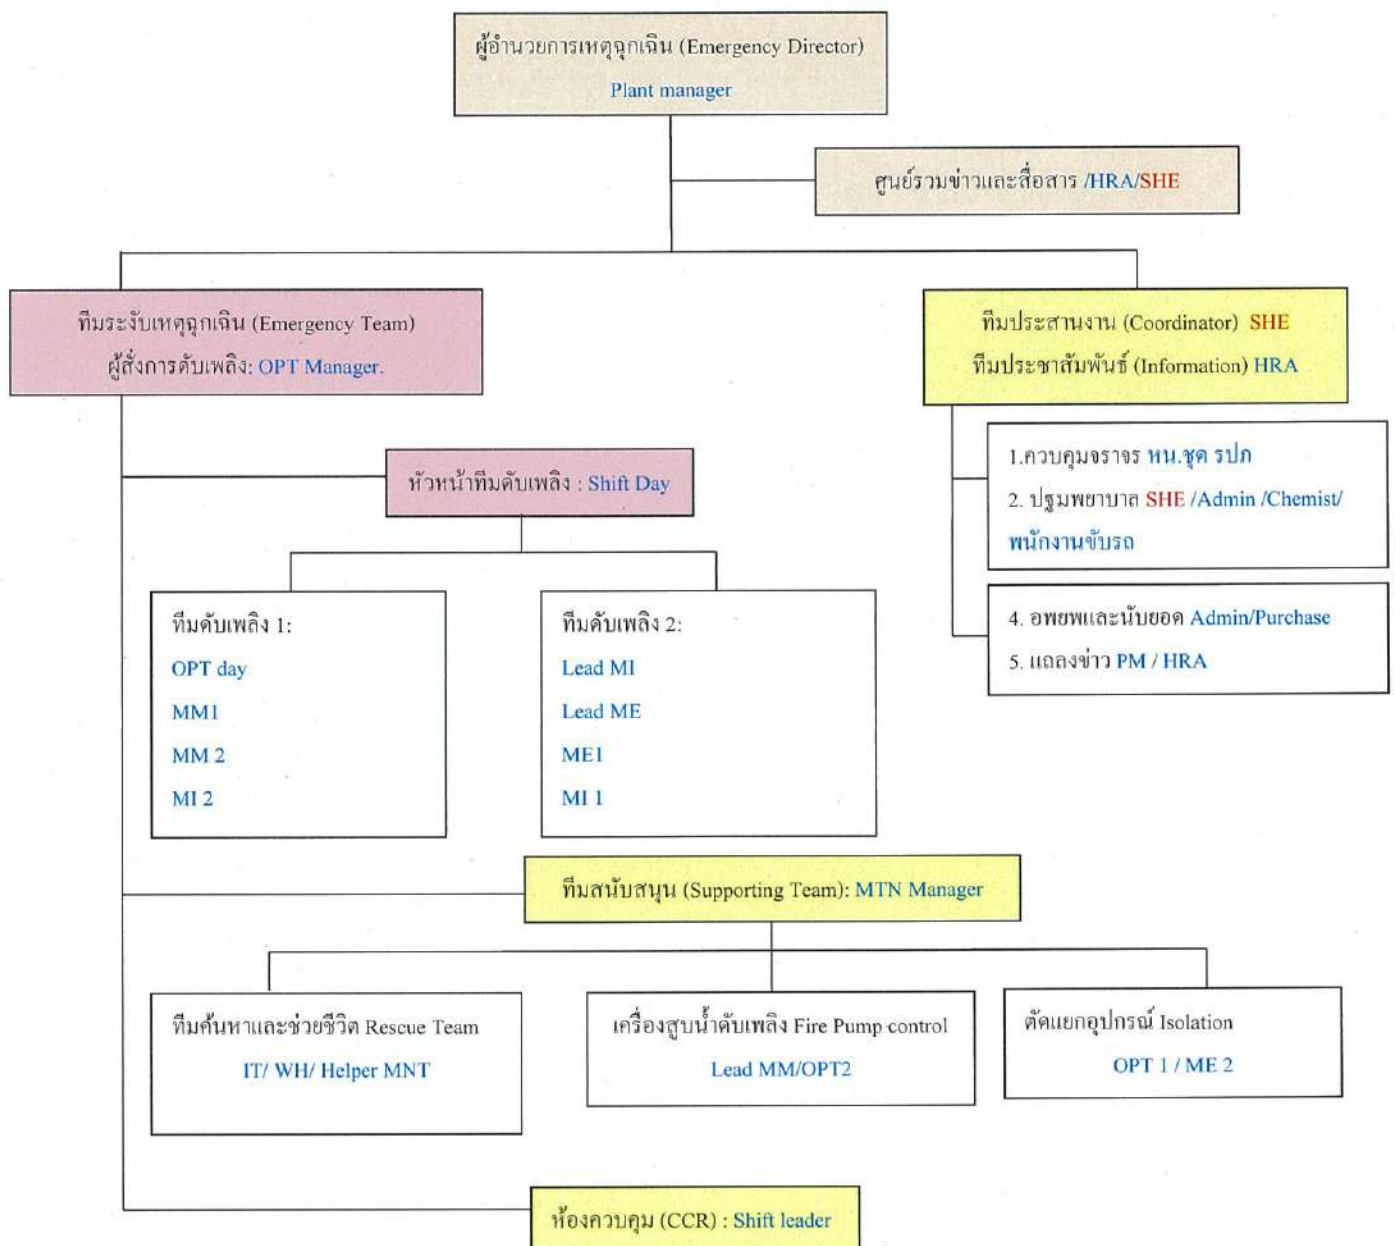 ผู้อำนวยการเหตุฉุกเฉิน (Emergency Director)
Plant manager
ศูนย์รวมข่าวและสื่อสาร /HRA/SHE
ทีมระงับเหตุฉุกเฉิน (Emergency Team)
ผู้สั่งการดับเพลิง: OPT Manager.
ทีมประสานงาน (Coordinator) SHE
ทีมประชาสัมพันธ์ (Information) HRA
หัวหน้าทีมดับเพลิง : Shift Day
1.ควบคุมจราจร หน.ชุด รปภ
2. ปฐมพยาบาล SHE /Admin /Chemist/
พนักงานขับรถ
4. อพยพและนับยอด Admin/Purchase
5. แถลงข่าว PM / HRA
ทีมดับเพลิง 1:
OPT day
MM1
MM 2
MI 2
ทีมดับเพลิง 2:
Lead MI
Lead ME
ME1
MI 1
ทีมสนับสนุน (Supporting Team): MTN Manager
ทีมค้นหาและช่วยชีวิต Rescue Team
IT/ WH/ Helper MNT
เครื่องสูบน้ำดับเพลิง Fire Pump control
Lead MM/OPT2
ตัดแยกอุปกรณ์ Isolation
OPT 1 / ME 2
ห้องควบคุม (CCR) : Shift leader